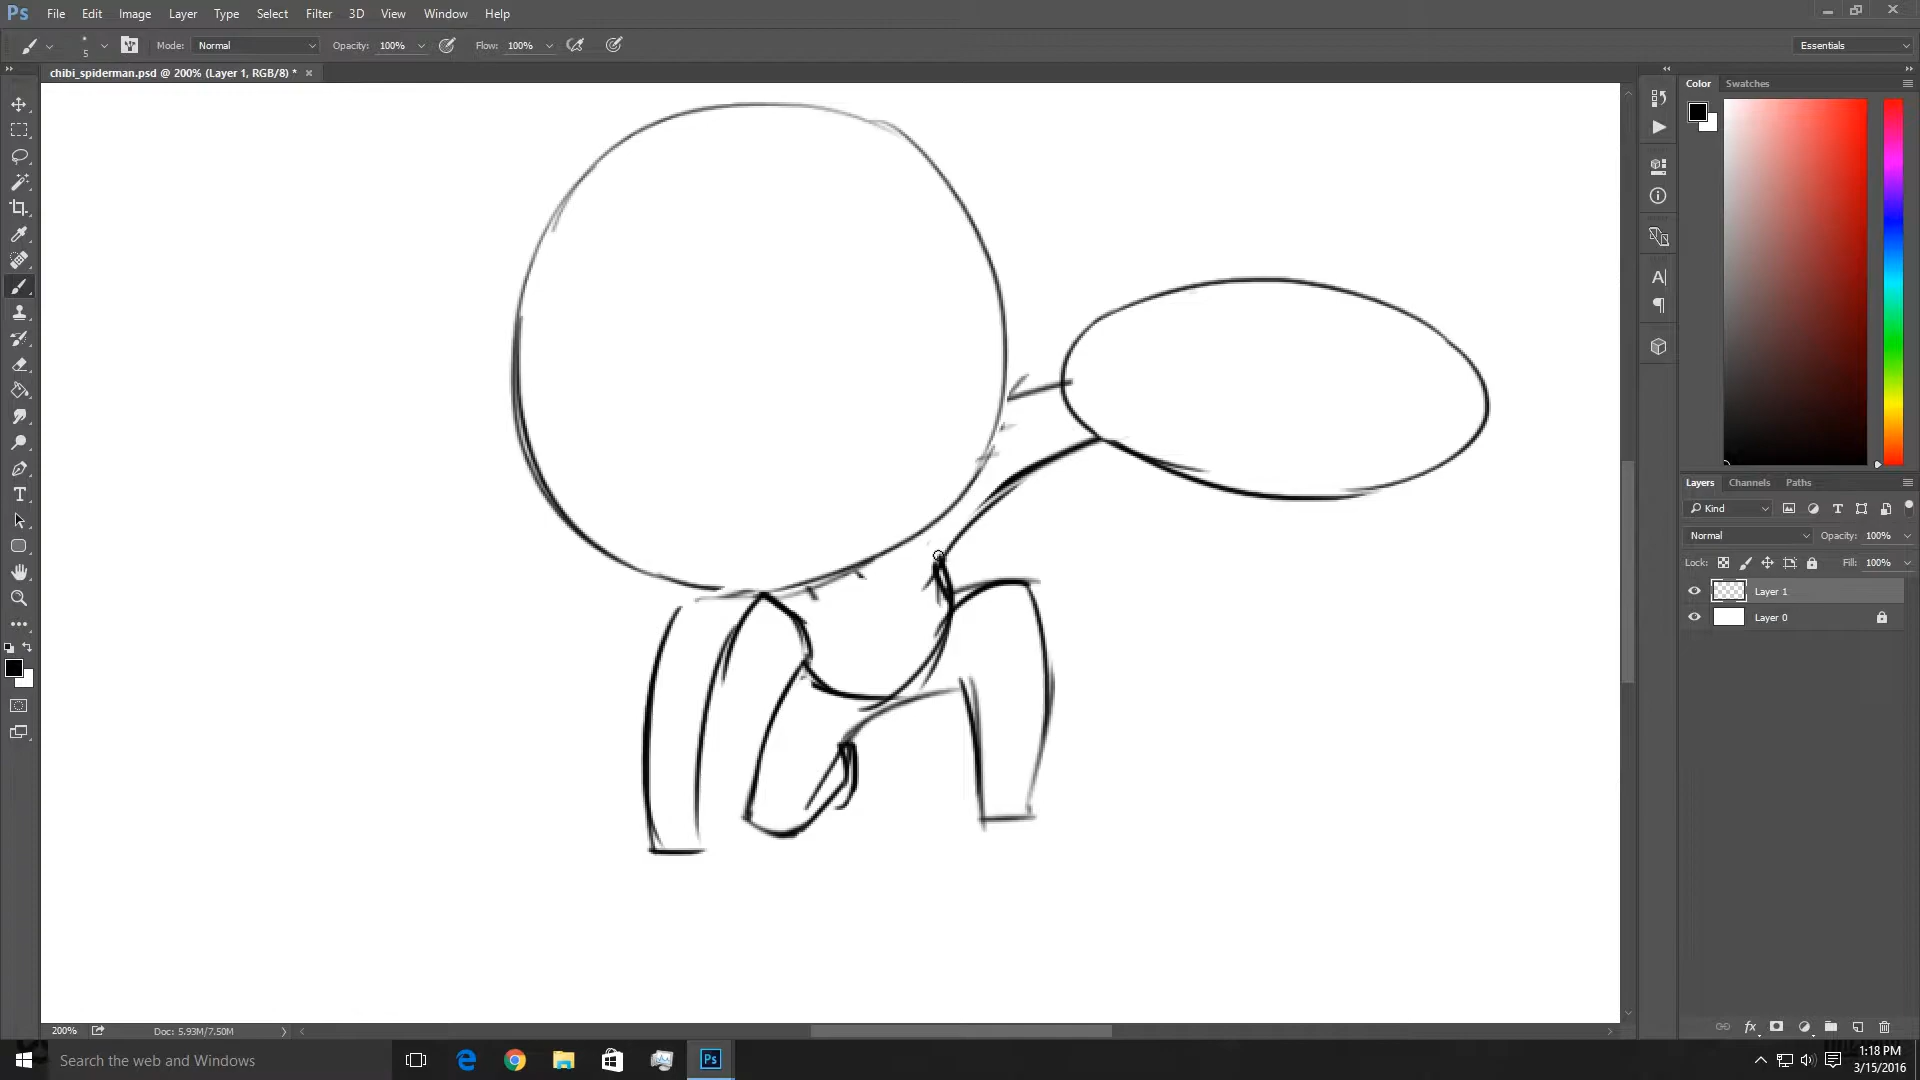 Ps File Edit Image Layer Type Select Filter 3D View Window Help
5 Mode: Normal Opacity: 100% Flow: 100% Essentials
chibi_spiderman.psd @ 200% (Layer 1, RGB/8) * ×
Color Swatches
A|
T
Layers Channels Paths
Kind T
Normal Opacity: 100%
Lock: Fill: 100%
Layer 1
Layer 0
fx
200% Doc: 5.93M/7.50M
Search the web and Windows
Ps
1:18 PM
3/15/2016